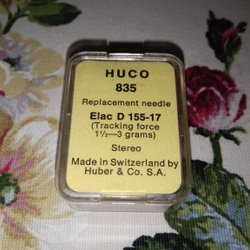 HUCO
835
Replacement needle
Elac D 155-17
(Tracking force
1½—3 grams)
Stereo
Made in Switzerland by
Huber & Co. S.A.